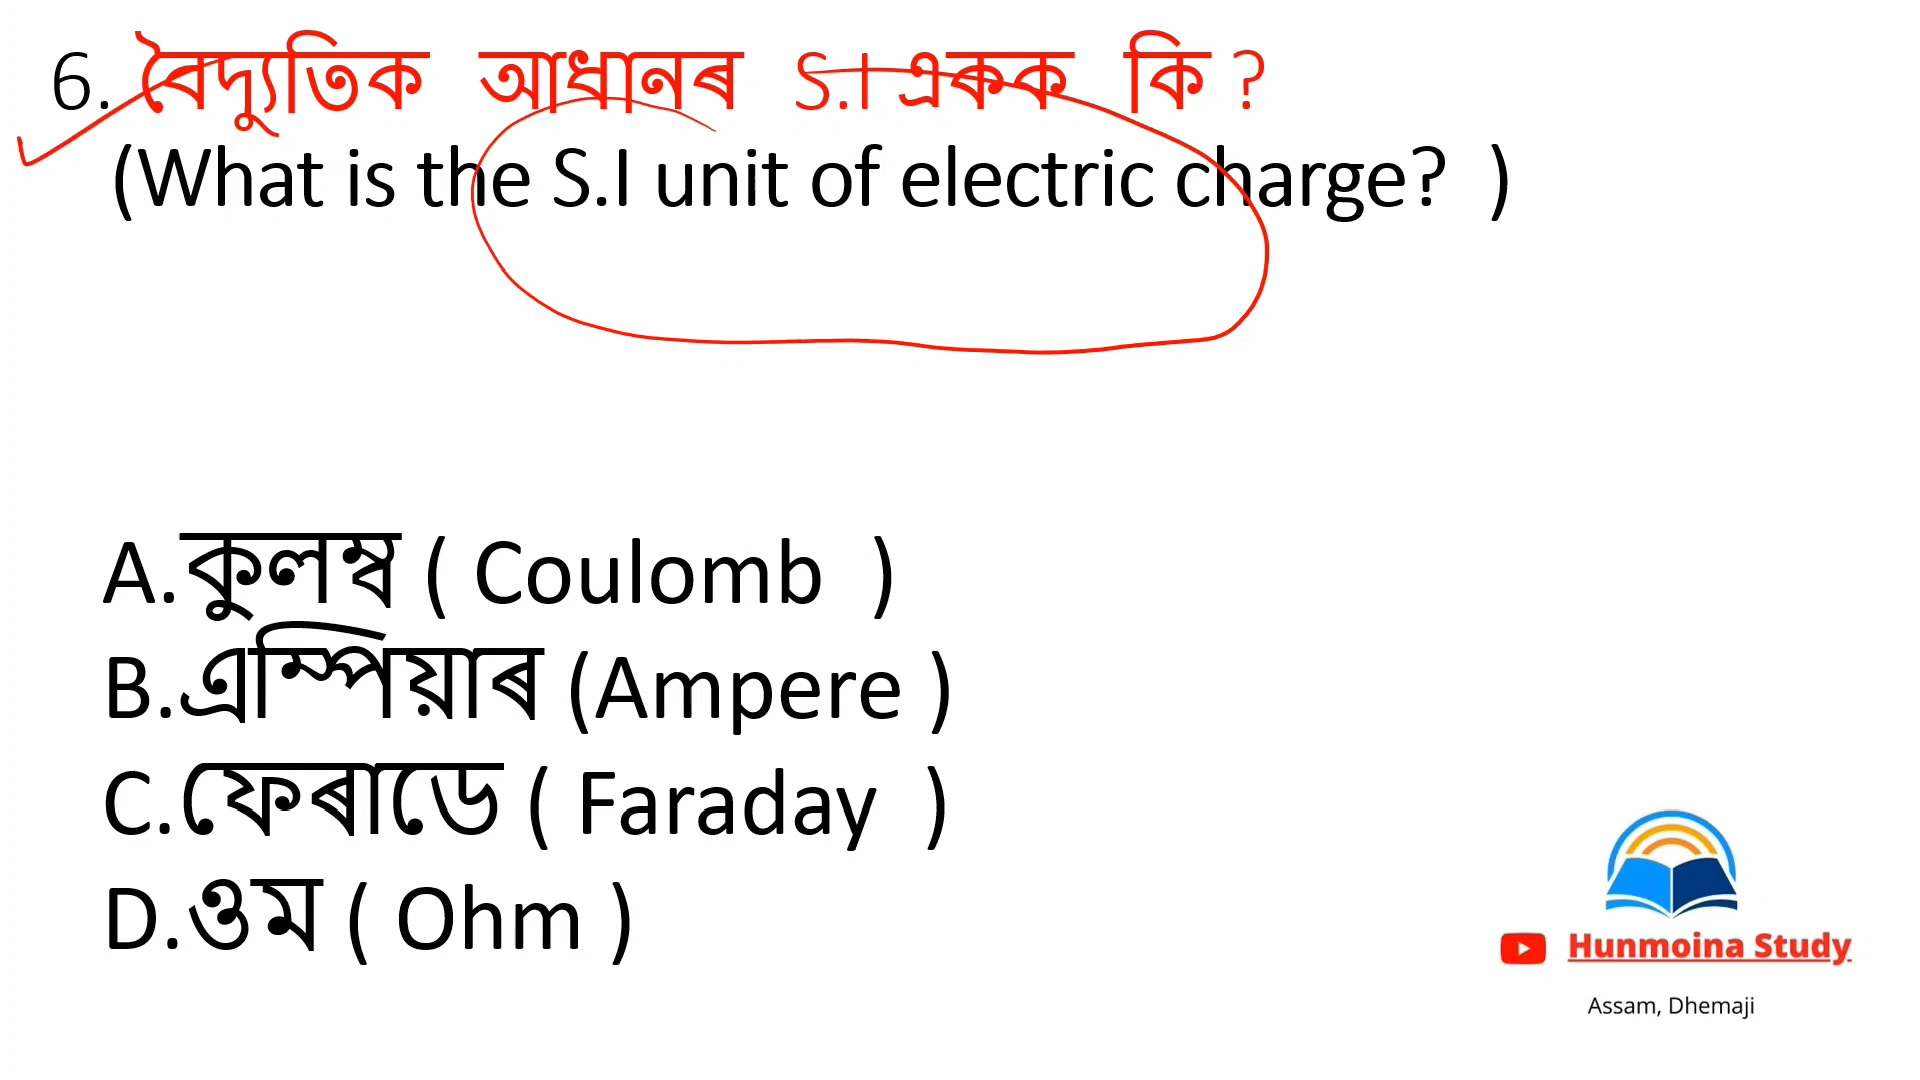 6. বৈদ্যুতিক আধানৰ S.I একক কি ?
(What is the S.I unit of electric charge? )
A.কুলম্ব ( Coulomb )
B.এম্পিয়াৰ (Ampere )
C.ফেৰাডে ( Faraday )
D.ওম ( Ohm )
Hunmoina Study
Assam, Dhemaji